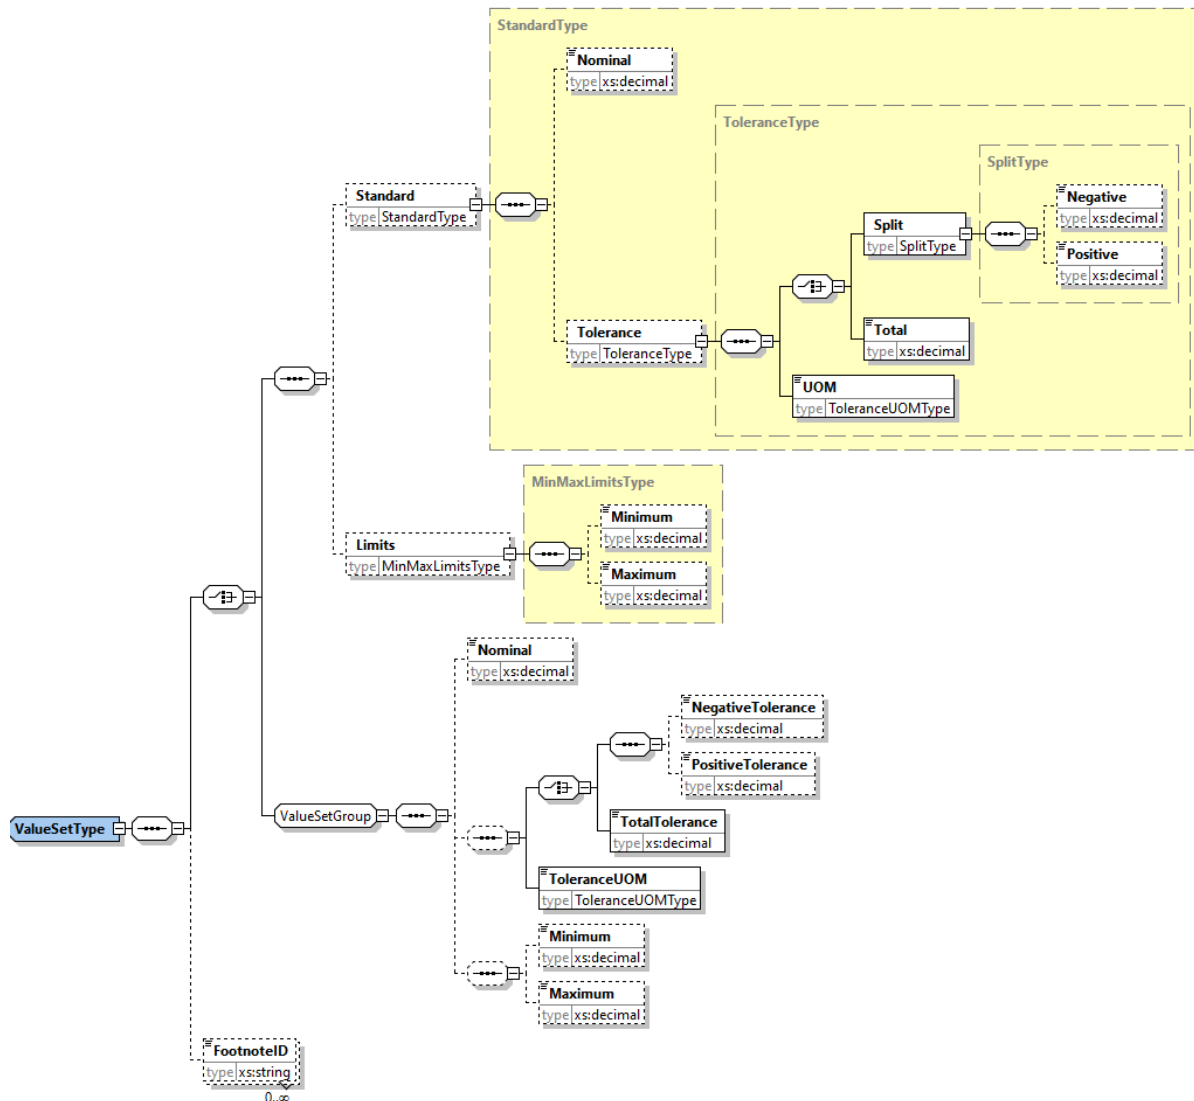 StandardType
Nominal
type xs:decimal
ToleranceType
SplitType
Negative
type xs:decimal
Standard
type StandardType
Split
type SplitType
Positive
type xs:decimal
Total
type xs:decimal
Tolerance
type ToleranceType
UOM
type ToleranceUOMType
MinMaxLimitsType
Minimum
type xs:decimal
Limits
type MinMaxLimitsType
Maximum
type xs:decimal
Nominal
type xs:decimal
NegativeTolerance
type xs:decimal
PositiveTolerance
type xs:decimal
ValueSetGroup
TotalTolerance
type xs:decimal
ValueSetType
ToleranceUOM
type ToleranceUOMType
Minimum
type xs:decimal
Maximum
type xs:decimal
FootnoteID
type xs:string
0..∞